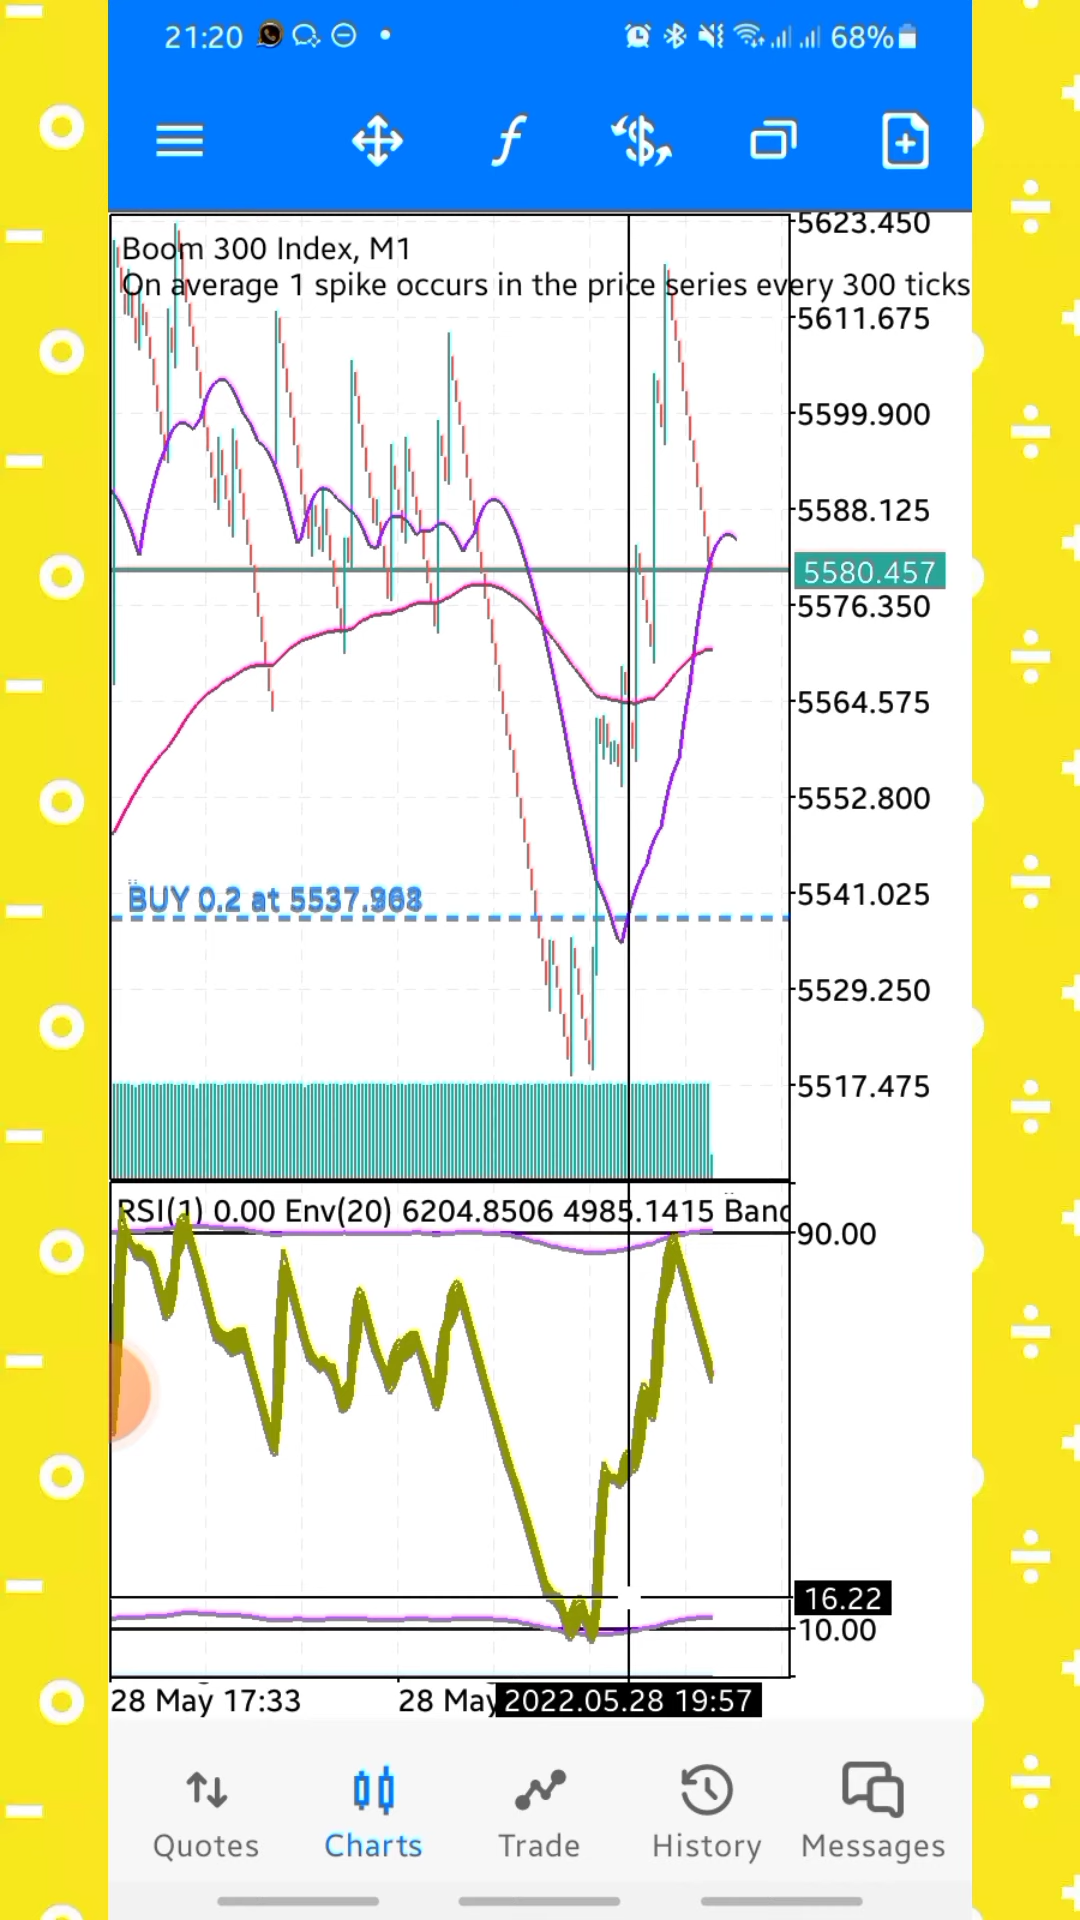 21:20 68%
5623.450
Boom 300 Index, M1
On average 1 spike occurs in the price series every 300 ticks
5611.675
5599.900
5588.125
5580.457
5576.350
5564.575
5552.800
BUY 0.2 at
5541.025
5529.250
5517.475
RSI(1) 0.00 Env(20) 6204.8506 4985.1415 Band
90.00
16.22
10.00
28 May 17:33 28 May 2022.05.28 19:57
Quotes Charts Trade History Messages